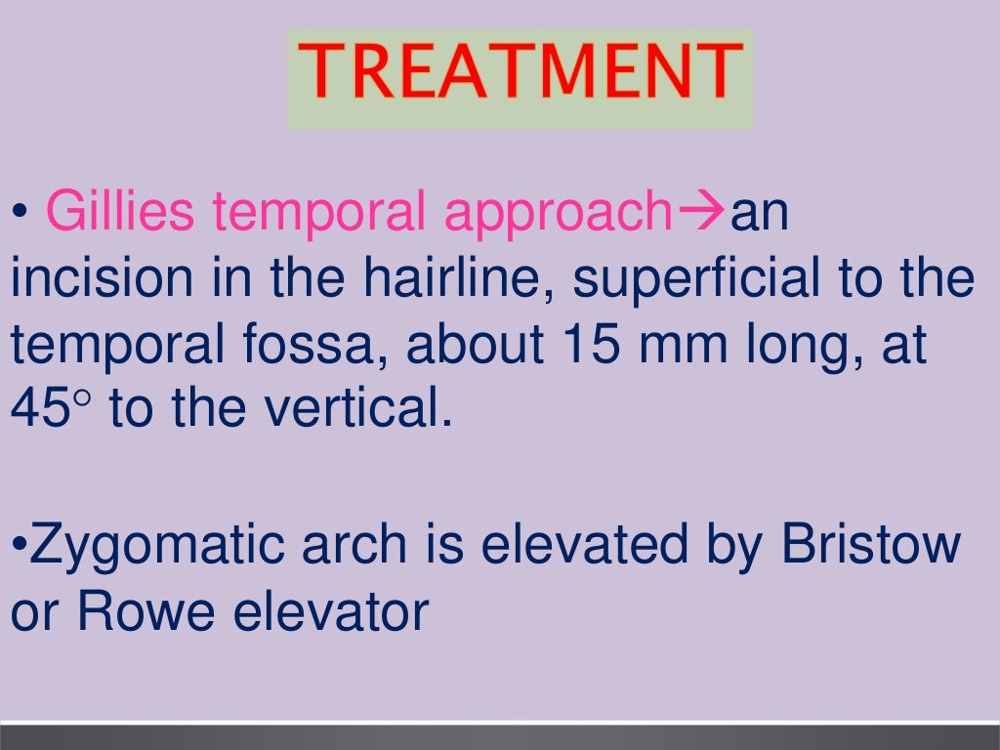 TREATMENT
• Gillies temporal approach→an
incision in the hairline, superficial to the
temporal fossa, about 15 mm long, at
45° to the vertical.
•Zygomatic arch is elevated by Bristow
or Rowe elevator